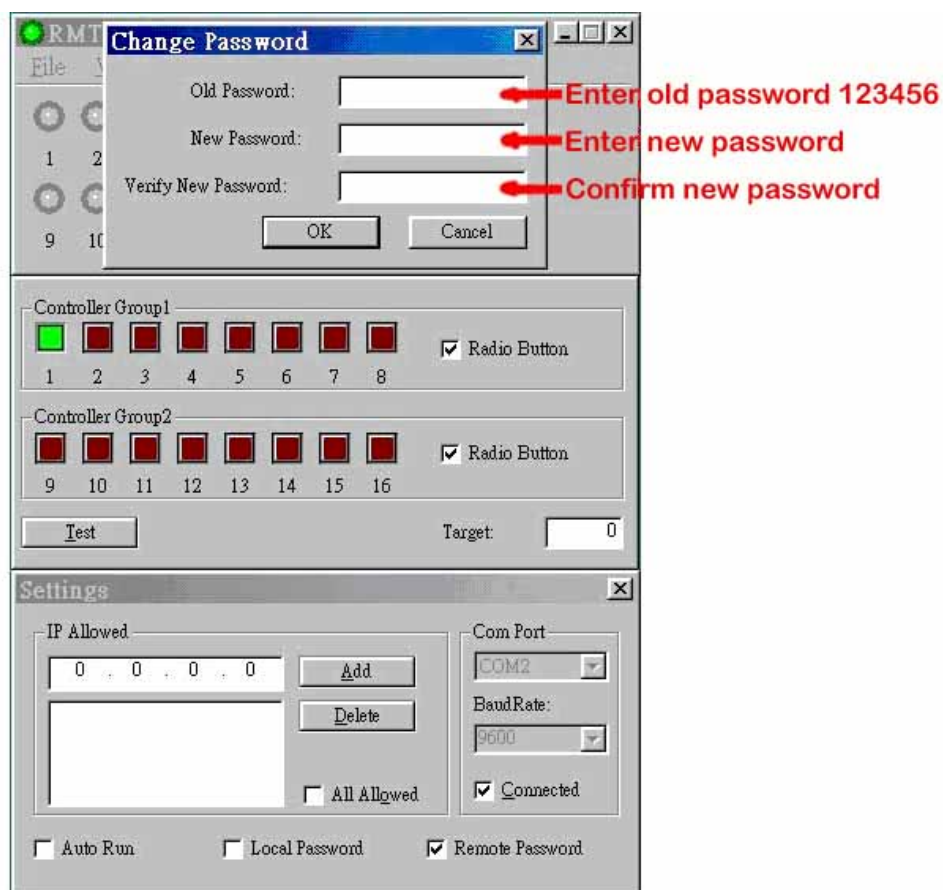 RMT
Change Password
File
Old Password:
Enter old password 123456
New Password:
Enter new password
1 2
Verify New Password:
Confirm new password
OK Cancel
9 10
Controller Group1
Radio Button
1 2 3 4 5 6 7 8
Controller Group2
Radio Button
9 10 11 12 13 14 15 16
Test Target: 0
Settings
IP Allowed
0 . 0 . 0 . 0
Add
Delete
All Allowed
Com Port
COM2
BaudRate:
9600
Connected
Auto Run Local Password Remote Password